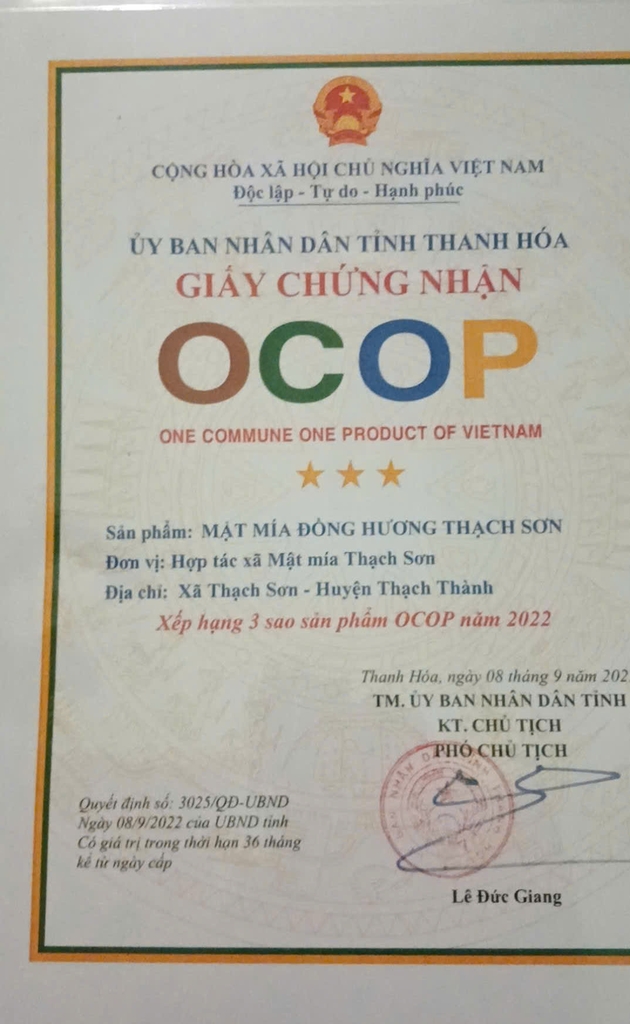 CỘNG HÒA XÃ HỘI CHỦ NGHĨA VIỆT NAM
Độc lập - Tự do - Hạnh phúc
ỦY BAN NHÂN DÂN TỈNH THANH HÓA
GIẤY CHỨNG NHẬN
OCOP
ONE COMMUNE ONE PRODUCT OF VIETNAM
Sản phẩm: MẬT MÍA ĐỒNG HƯƠNG THẠCH SƠN
Đơn vị: Hợp tác xã Mật mía Thạch Sơn
Địa chỉ: Xã Thạch Sơn - Huyện Thạch Thành
Xếp hạng 3 sao sản phẩm OCOP năm 2022
Thanh Hóa, ngày 08 tháng 9 năm 202
TM. ỦY BAN NHÂN DÂN TỈNH
KT. CHỦ TỊCH
PHÓ CHỦ TỊCH
Quyết định số: 3025/QĐ-UBND
Ngày 08/9/2022 của UBND tỉnh
Có giá trị trong thời hạn 36 tháng
kể từ ngày cấp
Lê Đức Giang